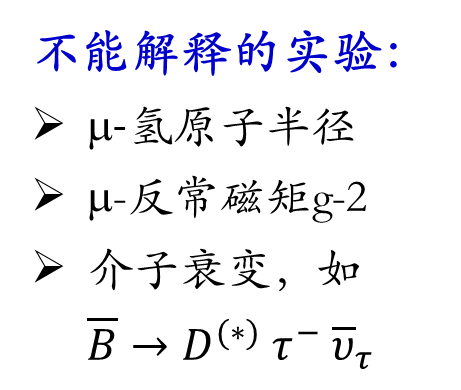 不能解释的实验：
➢ μ-氢原子半径
➢ μ-反常磁矩g-2
➢ 介子衰变，如
B̅ → D⁽*⁾ τ⁻ ν̅_τ